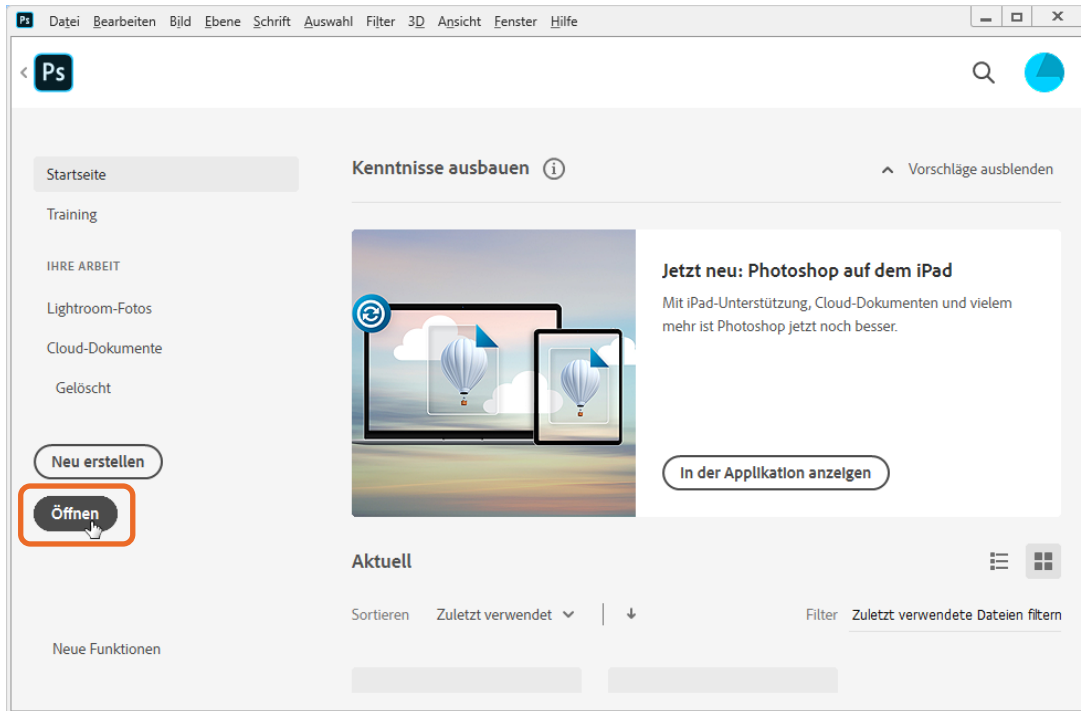 Ps Datei Bearbeiten Bild Ebene Schrift Auswahl Filter 3D Ansicht Fenster Hilfe
Ps
Startseite
Training
IHRE ARBEIT
Lightroom-Fotos
Cloud-Dokumente
Gelöscht
Neu erstellen
Öffnen
Neue Funktionen
Kenntnisse ausbauen i
Vorschläge ausblenden
Jetzt neu: Photoshop auf dem iPad
Mit iPad-Unterstützung, Cloud-Dokumenten und vielem
mehr ist Photoshop jetzt noch besser.
In der Applikation anzeigen
Aktuell
Sortieren Zuletzt verwendet
Filter Zuletzt verwendete Dateien filtern